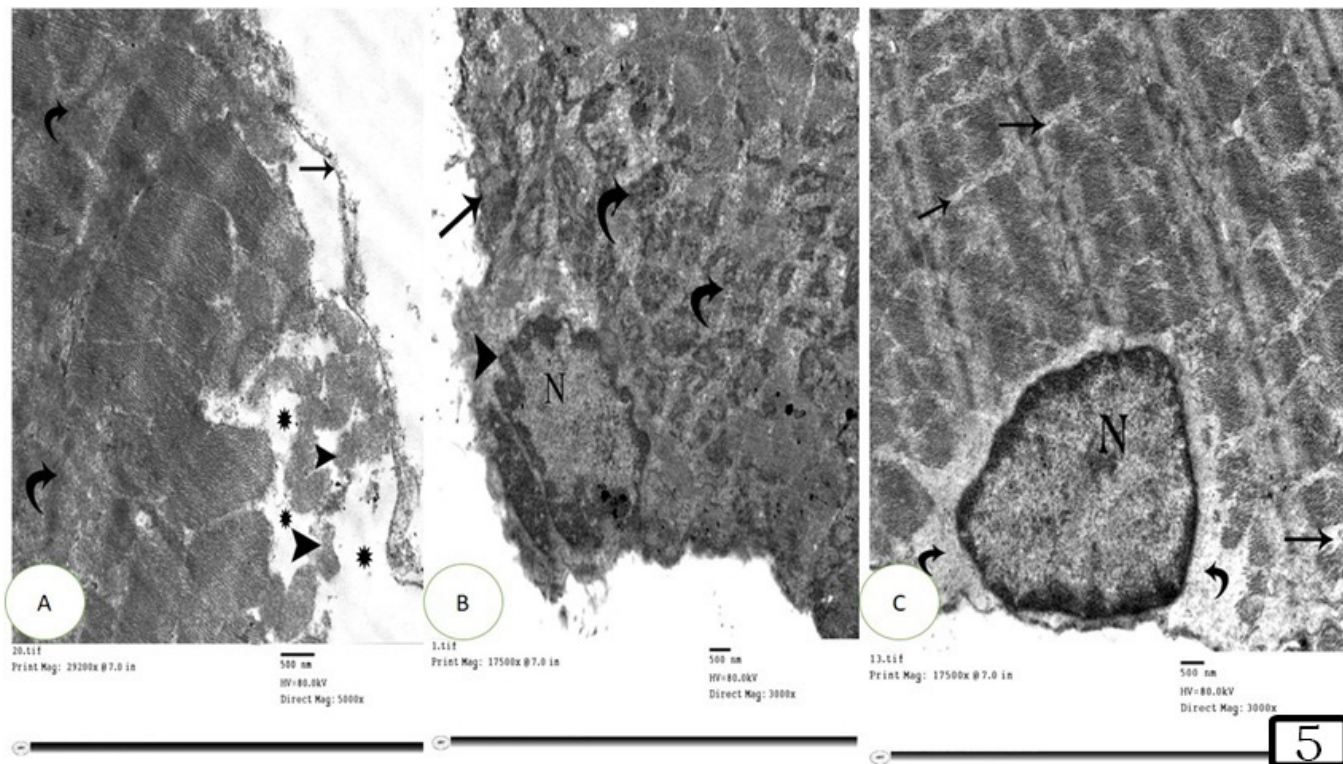 N
N
A
B
C
20.tif
Print Mag: 29200x @ 7.0 in
500 nm
HV=80.0kV
Direct Mag: 5000x
1.tif
Print Mag: 17500x @ 7.0 in
500 nm
HV=80.0kV
Direct Mag: 3000x
13.tif
Print Mag: 17500x @ 7.0 in
500 nm
HV=80.0kV
Direct Mag: 3000x
5